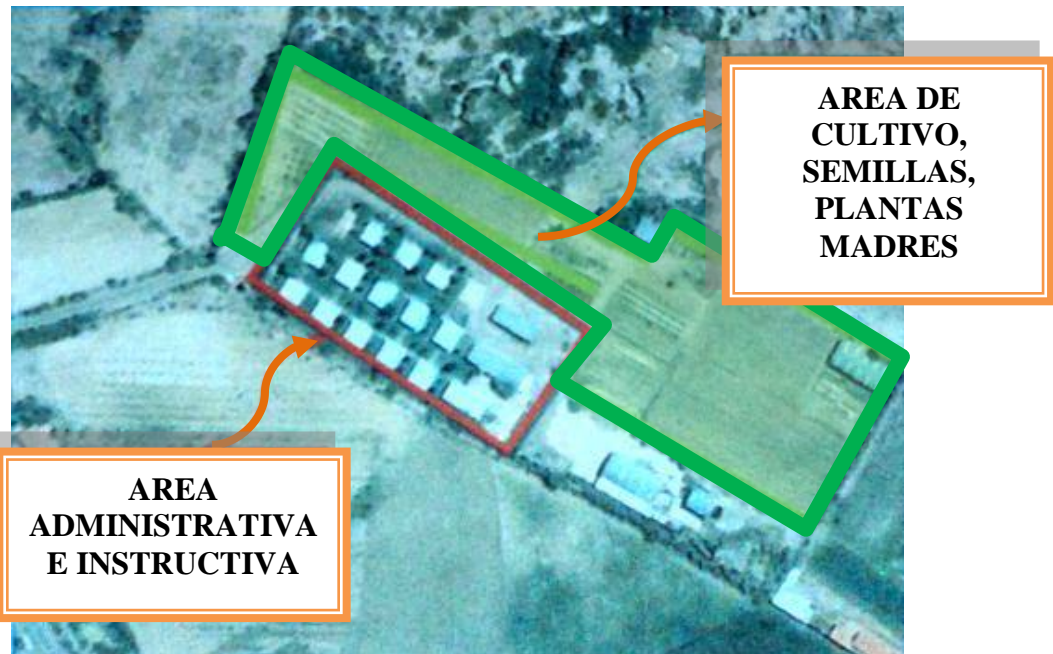 AREA DE
CULTIVO,
SEMILLAS,
PLANTAS
MADRES
AREA
ADMINISTRATIVA
E INSTRUCTIVA